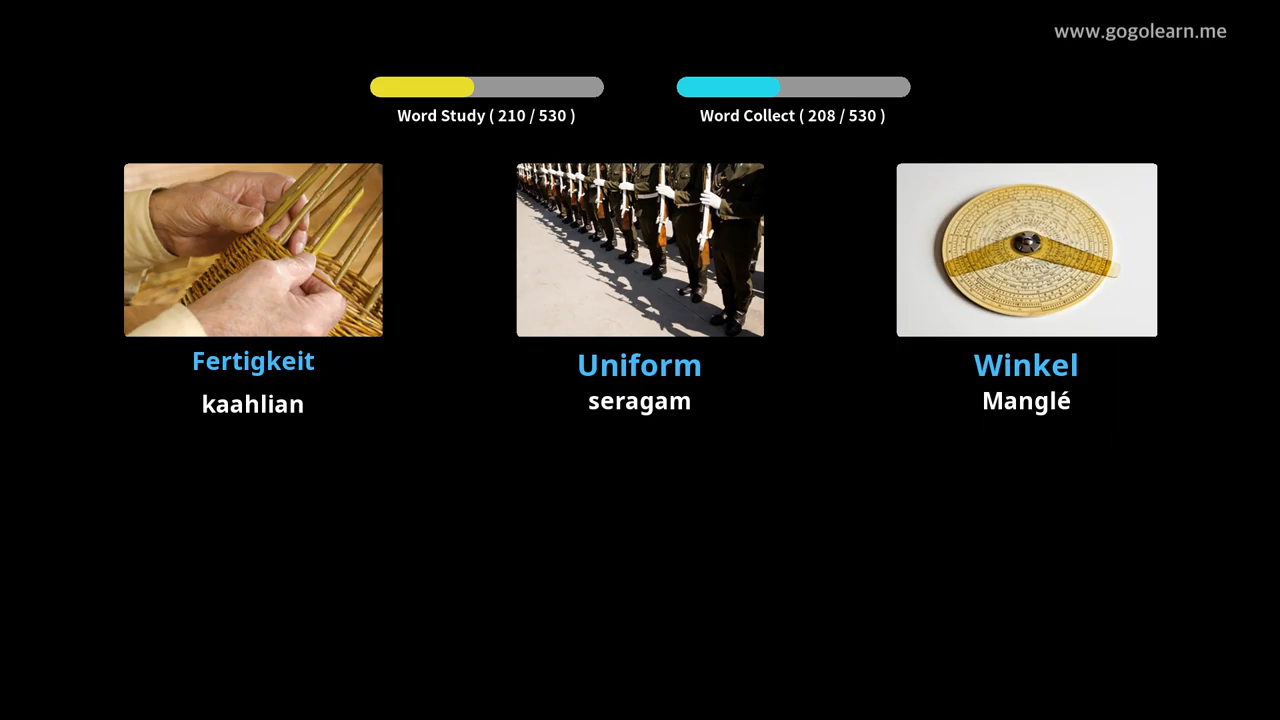 www.gogolearn.me
Word Study ( 210 / 530 )
Word Collect ( 208 / 530 )
Fertigkeit
kaahlian
Uniform
seragam
Winkel
Manglé